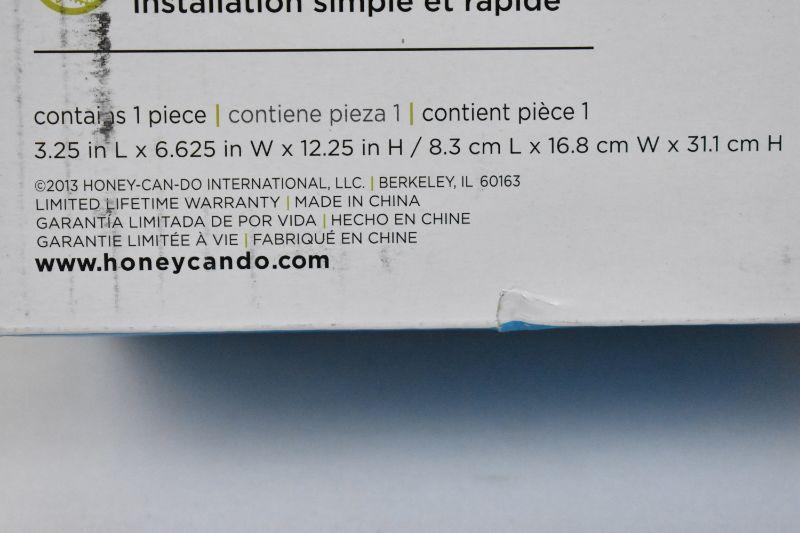 installation simple et rapide
contains 1 piece | contiene pieza 1 | contient pièce 1
3.25 in L x 6.625 in W x 12.25 in H / 8.3 cm L x 16.8 cm W x 31.1 cm H
©2013 HONEY-CAN-DO INTERNATIONAL, LLC. | BERKELEY, IL 60163
LIMITED LIFETIME WARRANTY | MADE IN CHINA
GARANTÍA LIMITADA DE POR VIDA | HECHO EN CHINE
GARANTIE LIMITÉE À VIE | FABRIQUÉ EN CHINE
www.honeycando.com